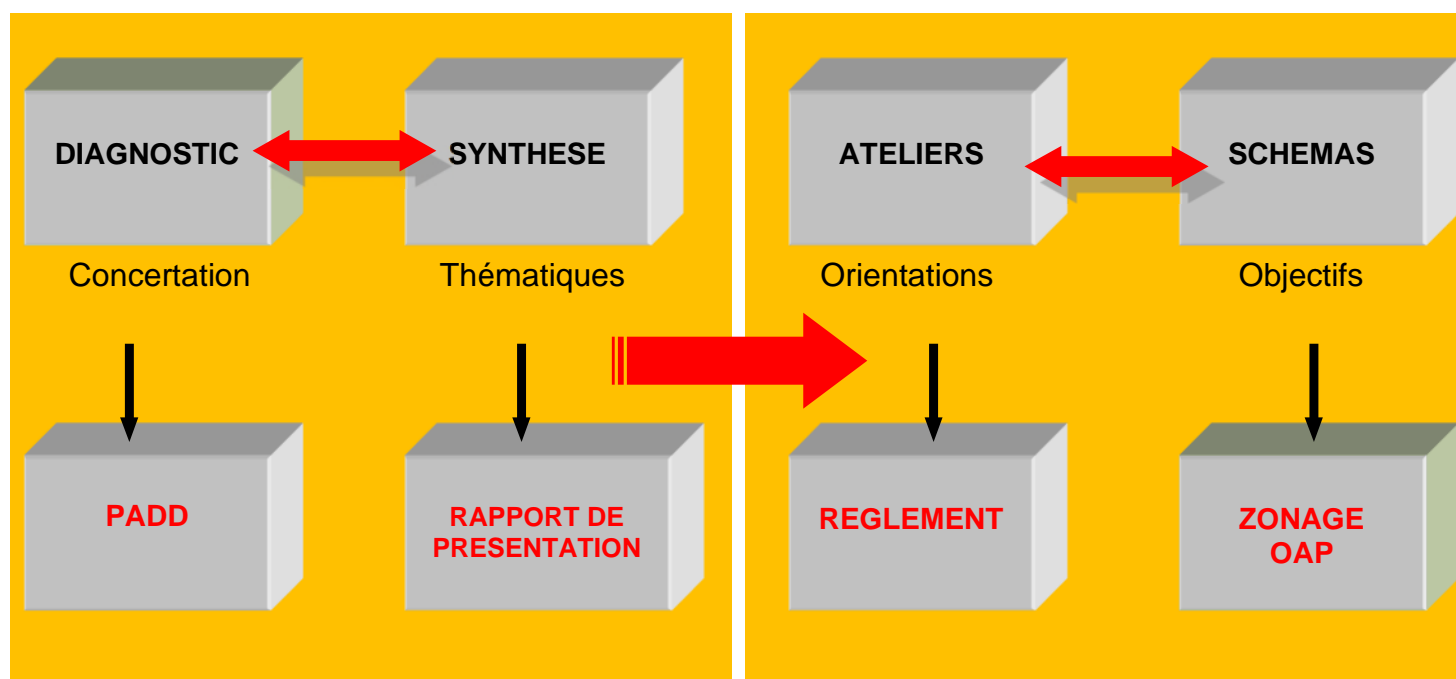 DIAGNOSTIC
SYNTHESE
ATELIERS
SCHEMAS
Concertation
Thématiques
Orientations
Objectifs
PADD
RAPPORT DE
PRESENTATION
REGLEMENT
ZONAGE
OAP